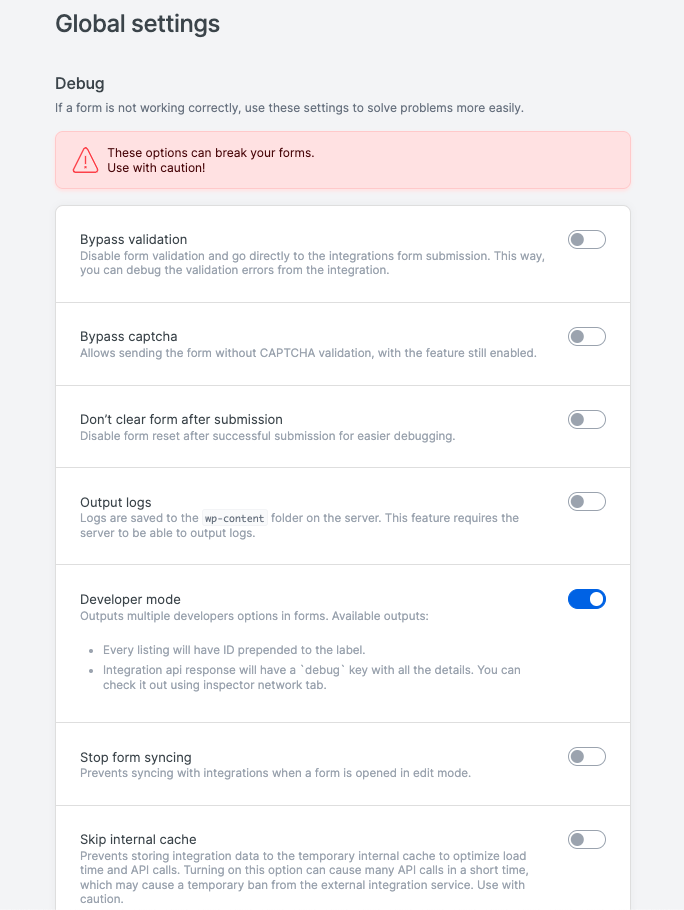 Global settings
Debug
If a form is not working correctly, use these settings to solve problems more easily.
These options can break your forms.
Use with caution!
Bypass validation
Disable form validation and go directly to the integrations form submission. This way,
you can debug the validation errors from the integration.
Bypass captcha
Allows sending the form without CAPTCHA validation, with the feature still enabled.
Don’t clear form after submission
Disable form reset after successful submission for easier debugging.
Output logs
Logs are saved to the wp-content folder on the server. This feature requires the
server to be able to output logs.
Developer mode
Outputs multiple developers options in forms. Available outputs:
• Every listing will have ID prepended to the label.
• Integration api response will have a `debug` key with all the details. You can
check it out using inspector network tab.
Stop form syncing
Prevents syncing with integrations when a form is opened in edit mode.
Skip internal cache
Prevents storing integration data to the temporary internal cache to optimize load
time and API calls. Turning on this option can cause many API calls in a short time,
which may cause a temporary ban from the external integration service. Use with
caution.